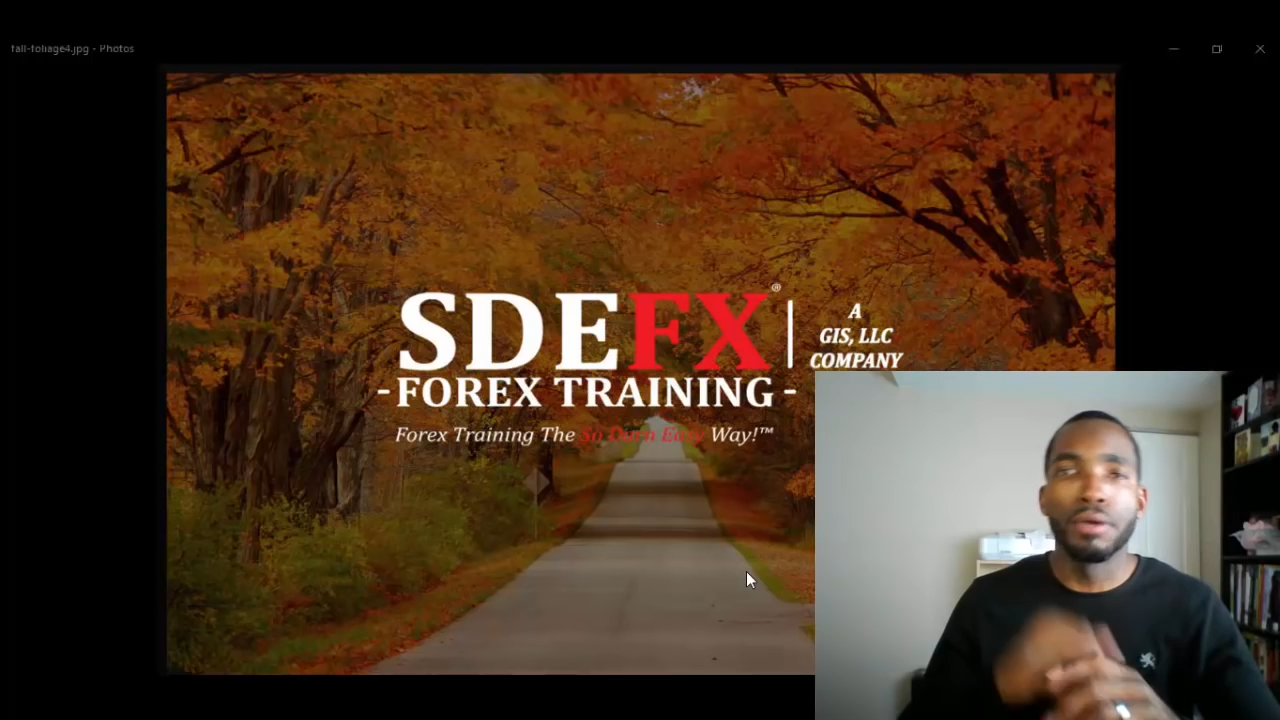 fall-foliage4.jpg - Photos
SDEFX®
A
GIS, LLC
COMPANY
-FOREX TRAINING-
Forex Training The So Darn Easy Way!™